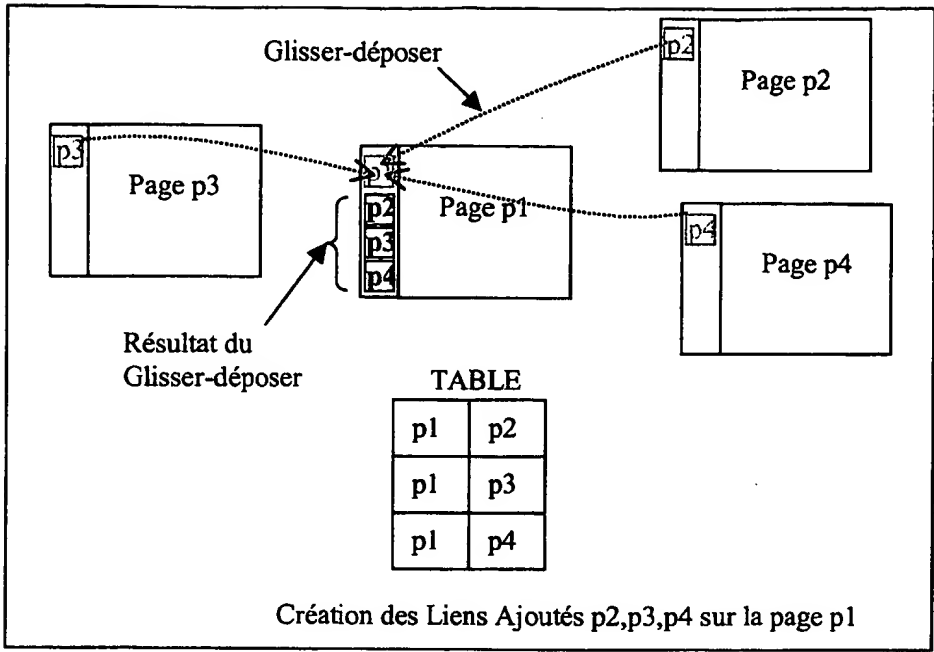 Glisser-déposer
p2
Page p2
p3
Page p3
p2
p3
p4
Page p1
p4
Page p4
Résultat du
Glisser-déposer
TABLE
p1 p2
p1 p3
p1 p4
Création des Liens Ajoutés p2,p3,p4 sur la page p1